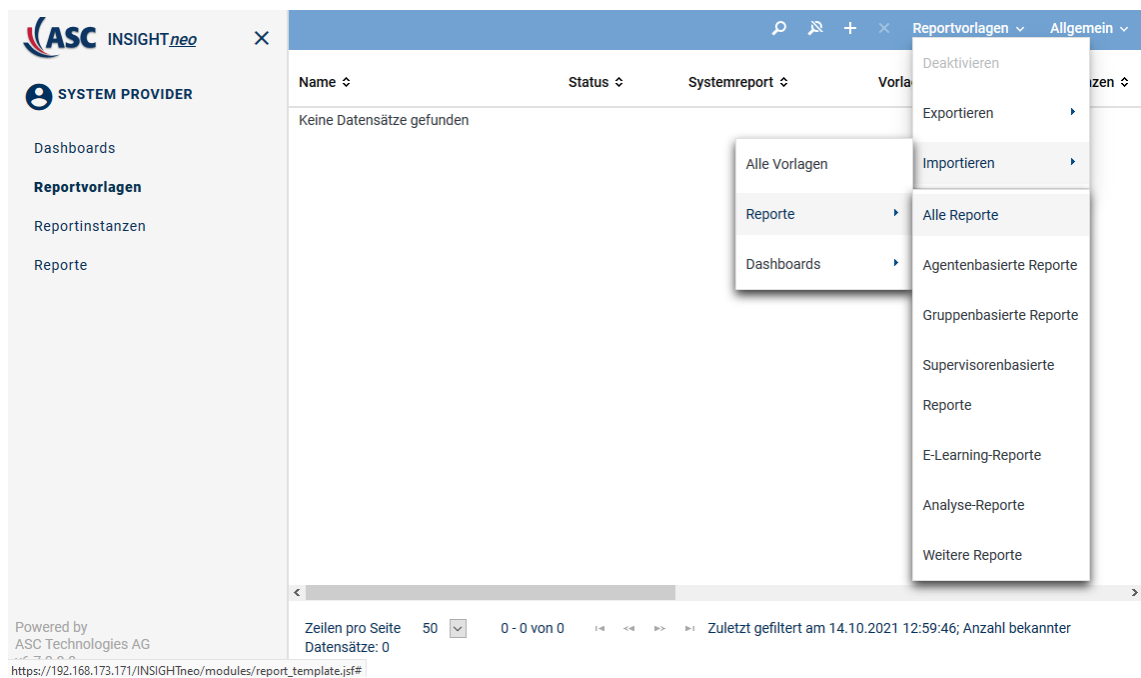 ASC INSIGHTneo
SYSTEM PROVIDER
Dashboards
Reportvorlagen
Reportinstanzen
Reporte
Powered by
ASC Technologies AG
Reportvorlagen
Allgemein
Name
Status
Systemreport
Keine Datensätze gefunden
Deaktivieren
Exportieren
Importieren
Alle Vorlagen
Reporte
Dashboards
Alle Reporte
Agentenbasierte Reporte
Gruppenbasierte Reporte
Supervisorenbasierte
Reporte
E-Learning-Reporte
Analyse-Reporte
Weitere Reporte
Zeilen pro Seite 50 0 - 0 von 0 Zuletzt gefiltert am 14.10.2021 12:59:46; Anzahl bekannter
Datensätze: 0
https://192.168.173.171/INSIGHTneo/modules/report_template.jsf#